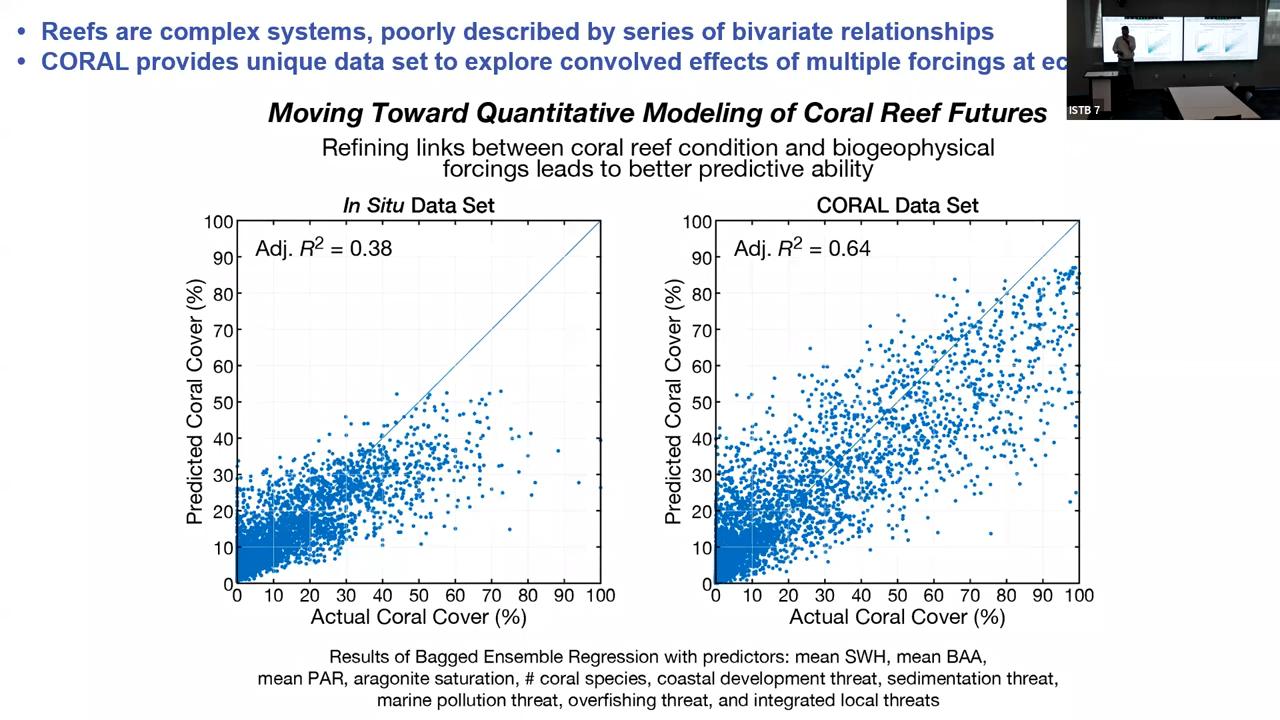 • Reefs are complex systems, poorly described by series of bivariate relationships
• CORAL provides unique data set to explore convolved effects of multiple forcings at ec
ISTB 7
Moving Toward Quantitative Modeling of Coral Reef Futures
Refining links between coral reef condition and biogeophysical
forcings leads to better predictive ability
In Situ Data Set
Adj. R² = 0.38
Predicted Coral Cover (%)
100
90
80
70
60
50
40
30
20
10
0
0 10 20 30 40 50 60 70 80 90 100
Actual Coral Cover (%)
CORAL Data Set
Adj. R² = 0.64
Predicted Coral Cover (%)
100
90
80
70
60
50
40
30
20
10
0
0 10 20 30 40 50 60 70 80 90 100
Actual Coral Cover (%)
Results of Bagged Ensemble Regression with predictors: mean SWH, mean BAA,
mean PAR, aragonite saturation, # coral species, coastal development threat, sedimentation threat,
marine pollution threat, overfishing threat, and integrated local threats